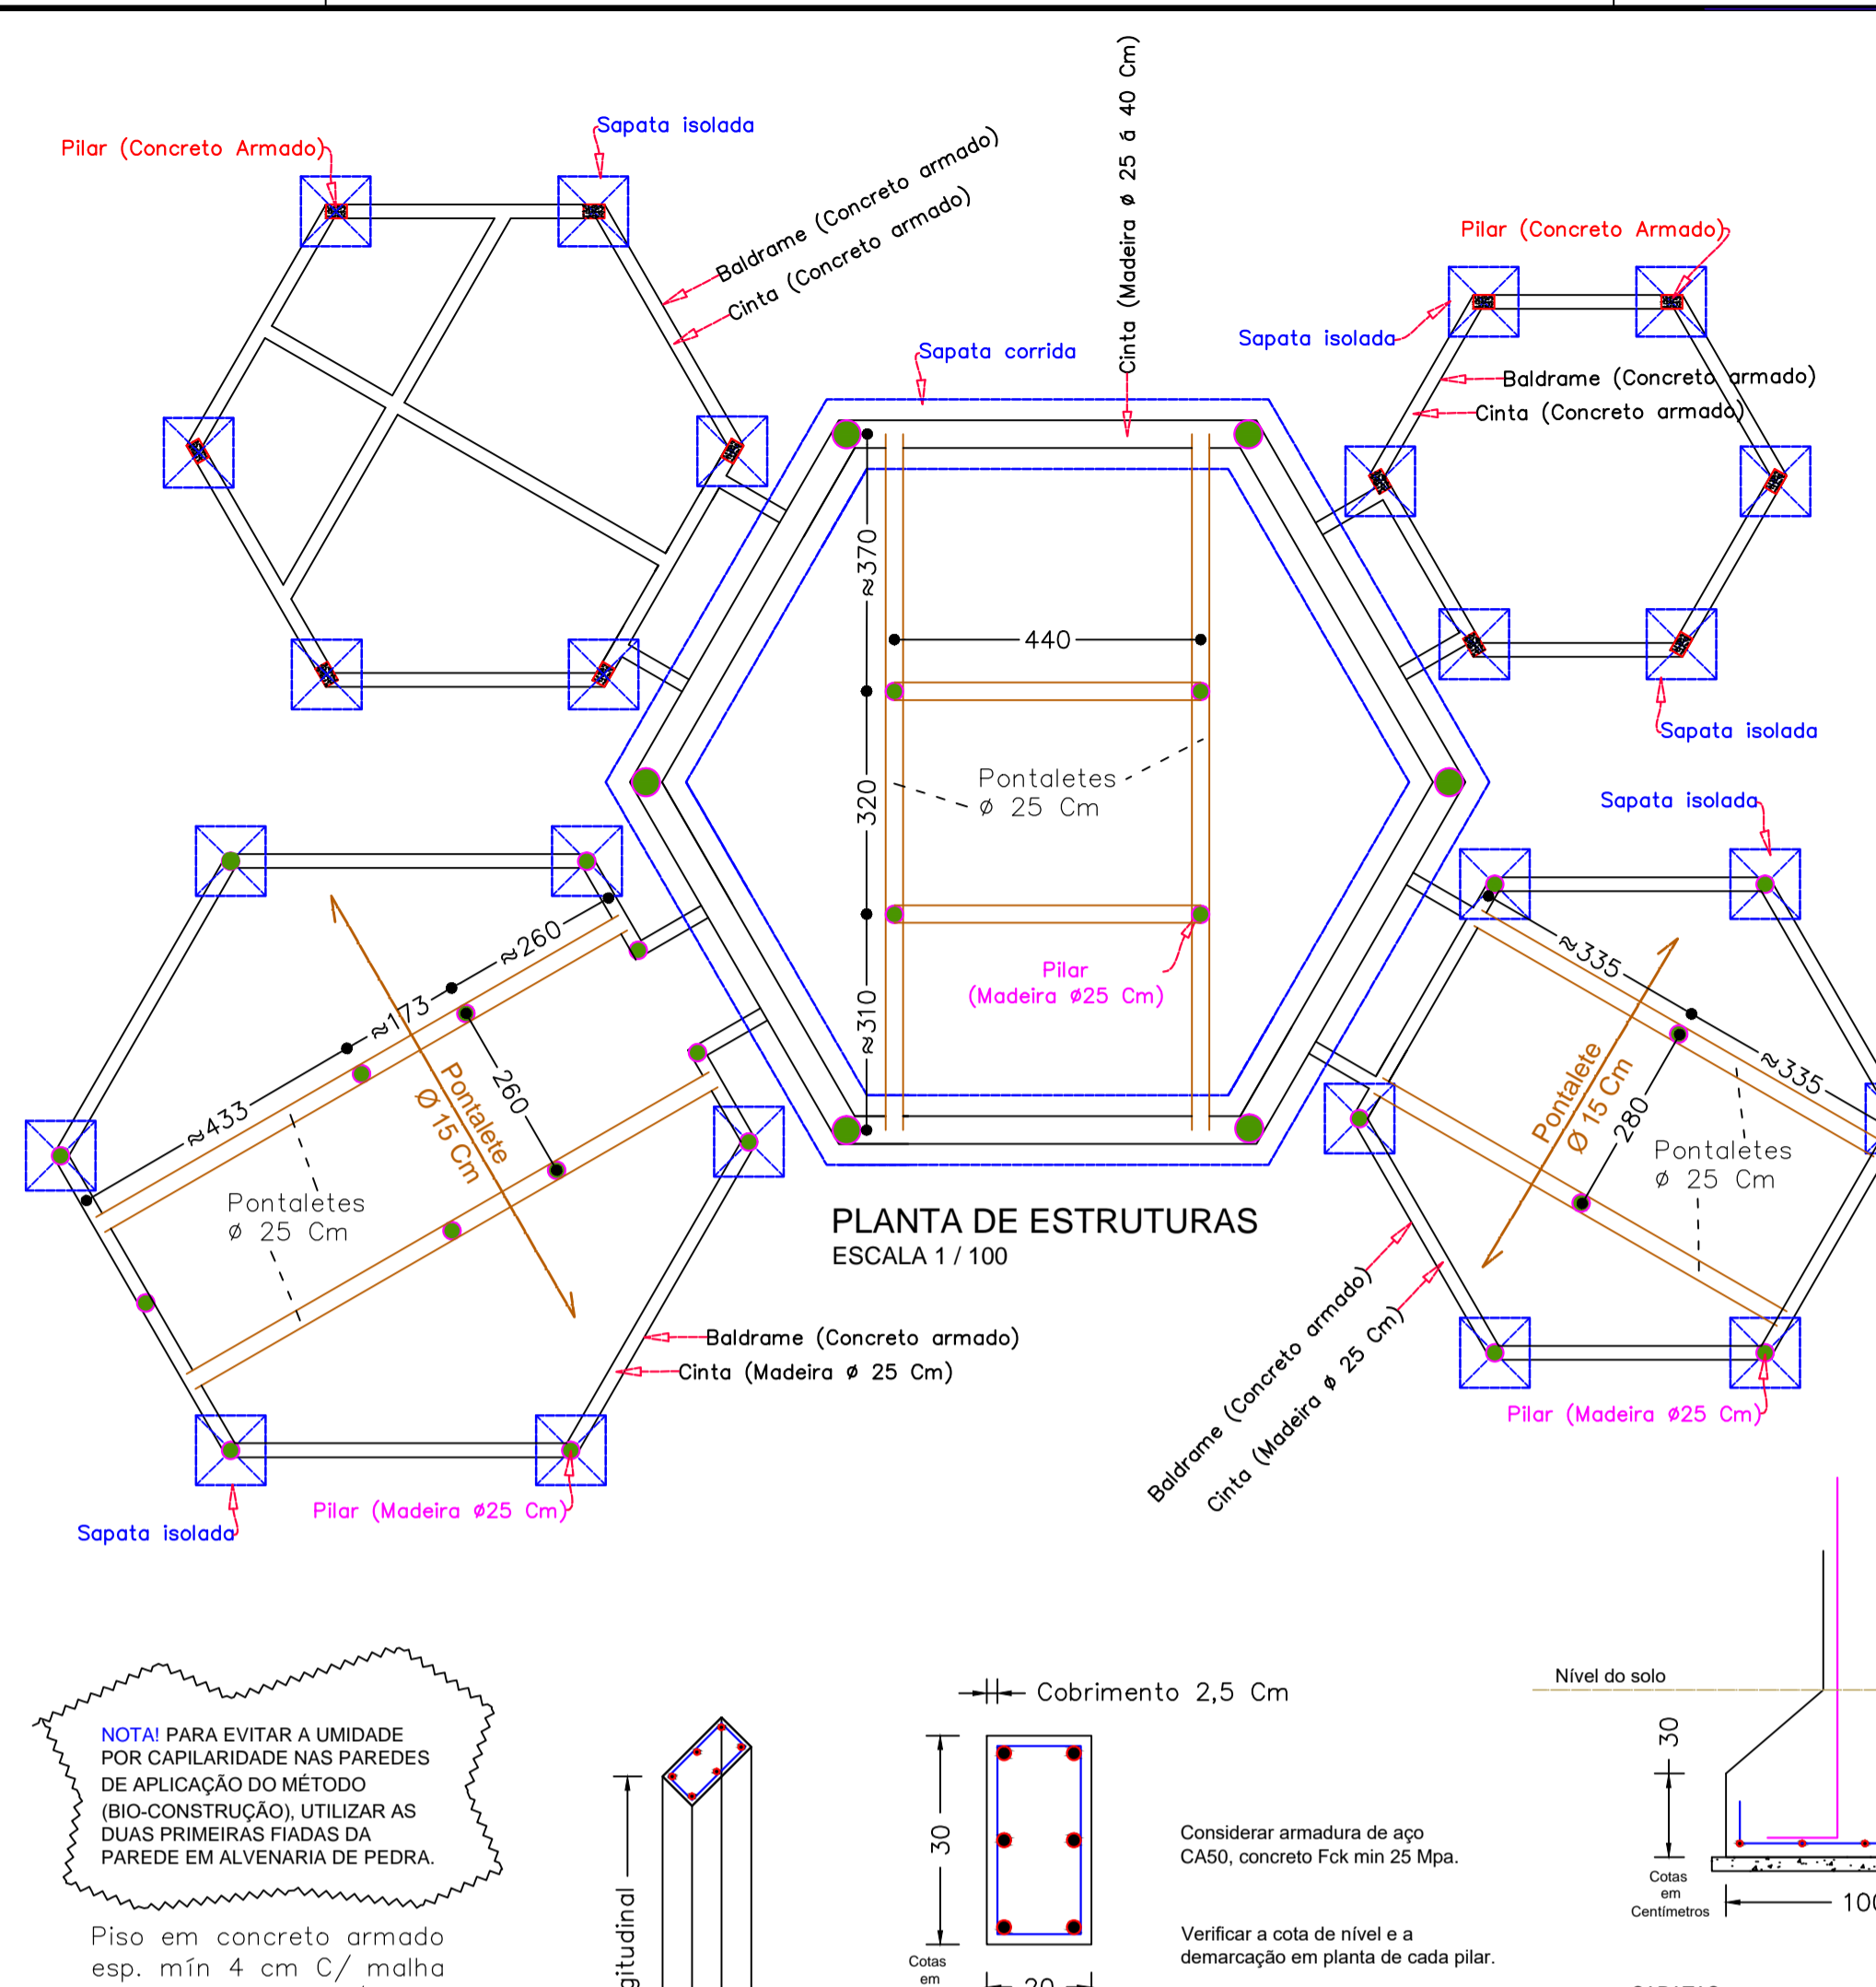 Cinta (Madeira ø 25 á 40 Cm)
Sapata isolada
Pilar (Concreto Armado)
Baldrame (Concreto armado)
Cinta (Concreto armado)
Pilar (Concreto Armado)
Sapata isolada
Sapata corrida
Baldrame (Concreto armado)
Cinta (Concreto armado)
≈370
440
Sapata isolada
Pontaletes
ø 25 Cm
320
Sapata isolada
≈260
≈173
≈433
260
Pontalete
Ø 15 Cm
Pontaletes
ø 25 Cm
Pilar
(Madeira ø25 Cm)
≈310
≈335
≈335
Pontalete
Ø 15 Cm
280
Pontaletes
ø 25 Cm
PLANTA DE ESTRUTURAS
ESCALA 1 / 100
Baldrame (Concreto armado)
Cinta (Madeira ø 25 Cm)
Baldrame (Concreto armado)
Cinta (Madeira ø 25 Cm)
Pilar (Madeira ø25 Cm)
Pilar (Madeira ø25 Cm)
Sapata isolada
NOTA! PARA EVITAR A UMIDADE
POR CAPILARIDADE NAS PAREDES
DE APLICAÇÃO DO MÉTODO
(BIO-CONSTRUÇÃO), UTILIZAR AS
DUAS PRIMEIRAS FIADAS DA
PAREDE EM ALVENARIA DE PEDRA.
Piso em concreto armado
esp. mín 4 cm C/ malha
gitudinal
Cobrimento 2,5 Cm
30
Cotas
em
20
Considerar armadura de aço
CA50, concreto Fck min 25 Mpa.
Verificar a cota de nível e a
demarcação em planta de cada pilar.
Nível do solo
30
Cotas
em
Centímetros
100